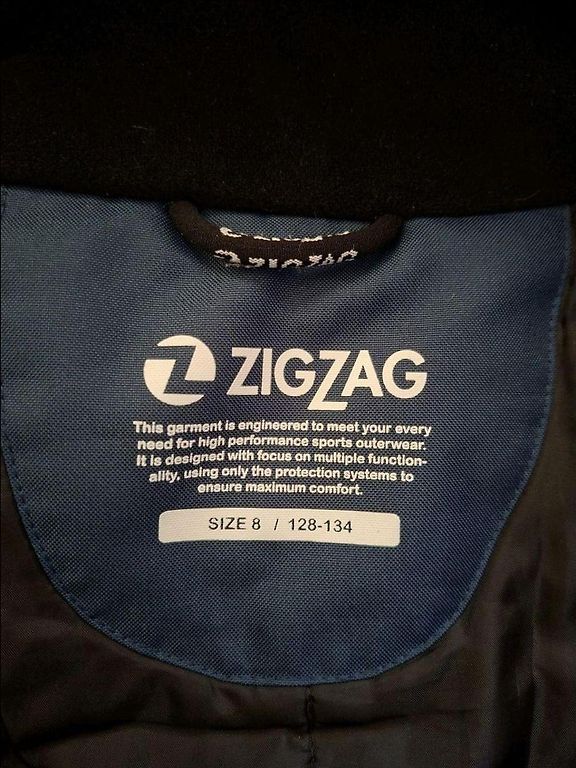 ZIGZAG
ZIGZAG
This garment is engineered to meet your every
need for high performance sports outerwear.
It is designed with focus on multiple function-
ality, using only the protection systems to
ensure maximum comfort.
SIZE 8 / 128-134